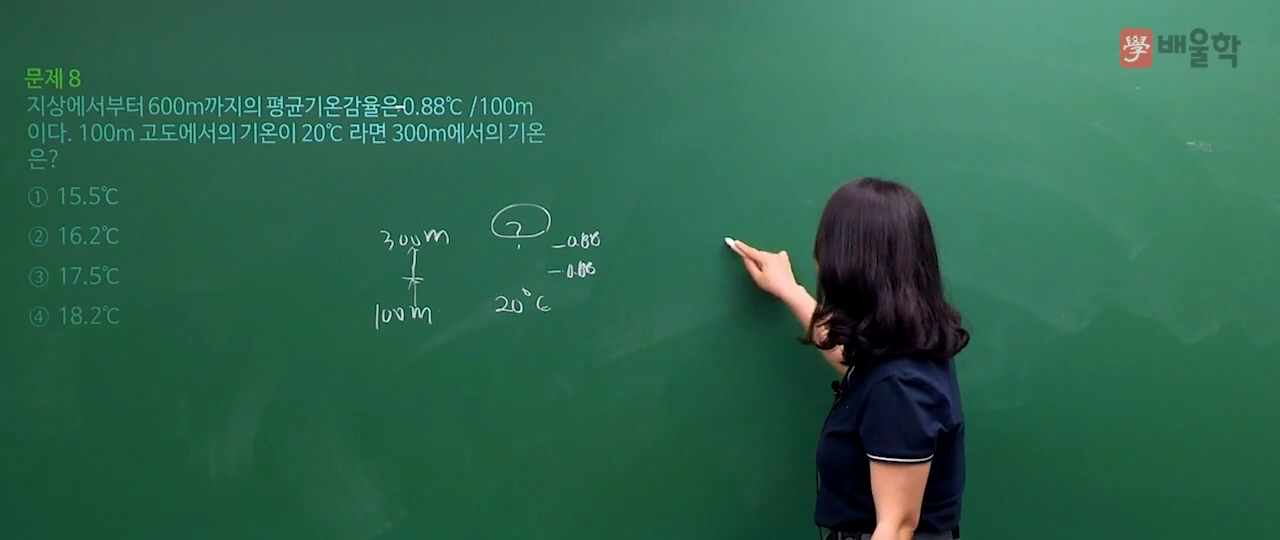 學 배울학
문제 8
지상에서부터 600m까지의 평균기온감율은-0.88℃ /100m
이다. 100m 고도에서의 기온이 20℃ 라면 300m에서의 기온
은?
① 15.5℃
② 16.2℃
③ 17.5℃
④ 18.2℃
300m ?
-0.88
-0.88
100m 20°C